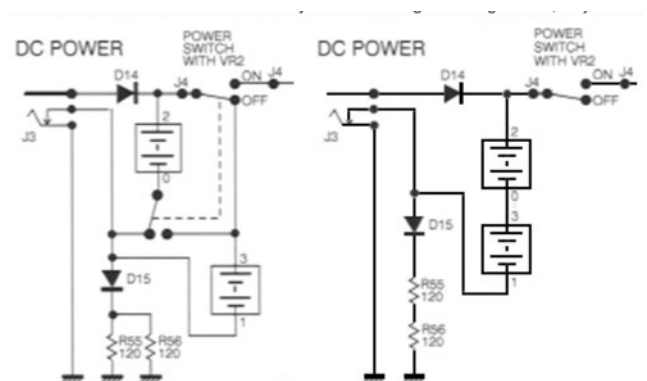 DC POWER
POWER
SWITCH
WITH VR2
D14
J4
ON J4
OFF
J3
2
0
D15
3
1
R55
120
R56
120
DC POWER
POWER
SWITCH
WITH VR2
D14
J4
ON J4
OFF
J3
2
0
3
D15
1
R55
120
R56
120